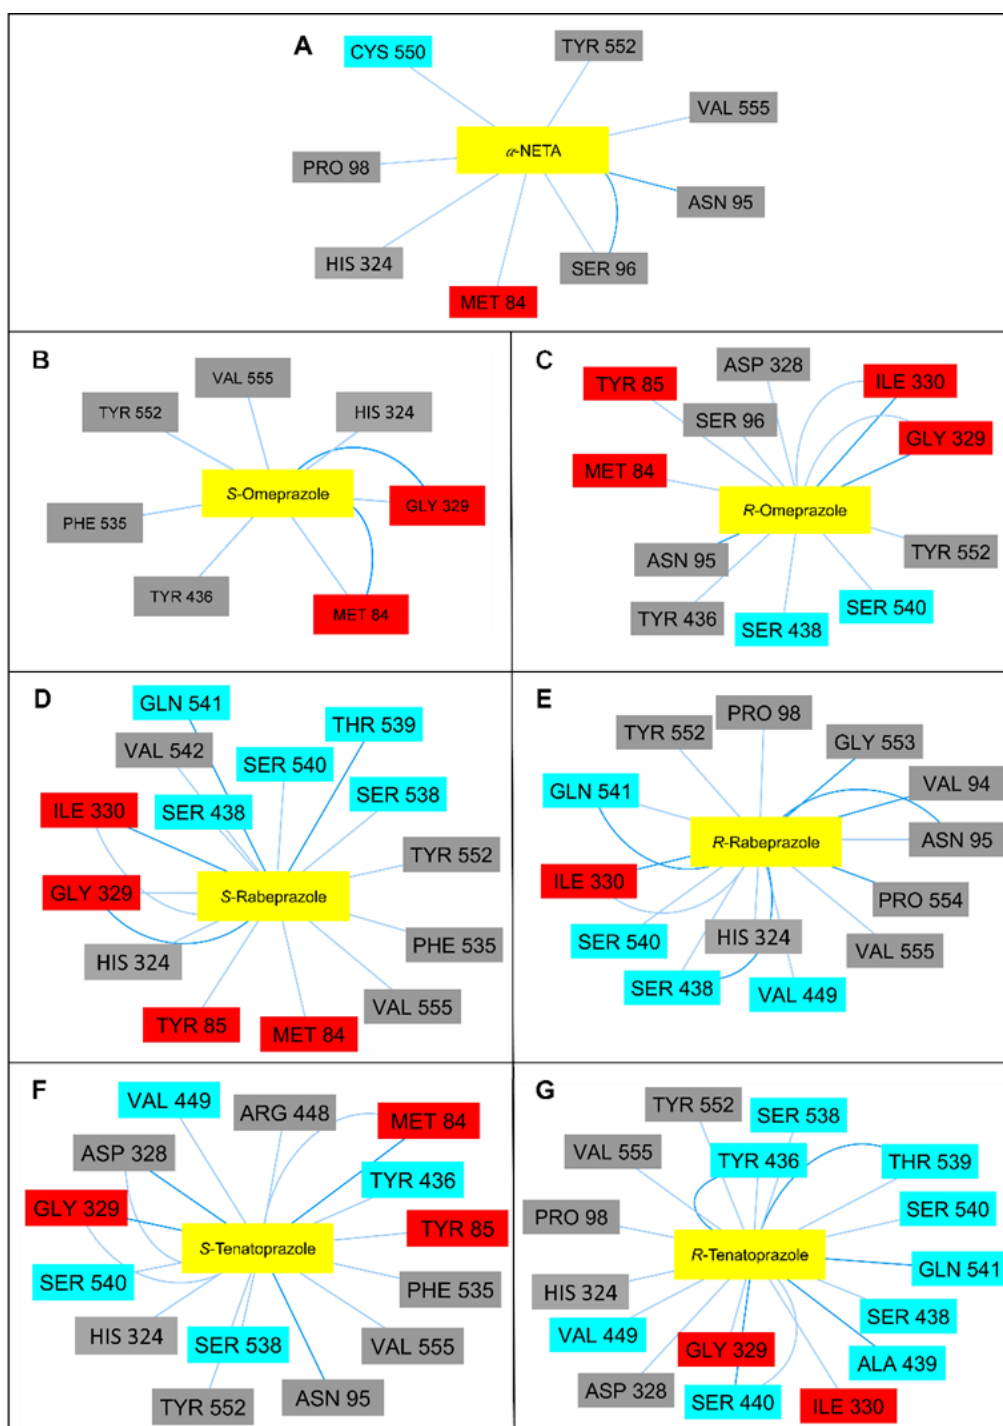 A
CYS 550
TYR 552
VAL 555
α-NETA
PRO 98
ASN 95
HIS 324
SER 96
MET 84
B
VAL 555
TYR 552
HIS 324
S-Omeprazole
GLY 329
PHE 535
TYR 436
MET 84
C
ASP 328
TYR 85
ILE 330
SER 96
GLY 329
MET 84
R-Omeprazole
ASN 95
TYR 552
TYR 436
SER 540
SER 438
D
GLN 541
THR 539
VAL 542
SER 540
SER 538
ILE 330
SER 438
TYR 552
GLY 329
S-Rabeprazole
HIS 324
PHE 535
VAL 555
TYR 85
MET 84
E
PRO 98
TYR 552
GLY 553
GLN 541
VAL 94
R-Rabeprazole
ASN 95
ILE 330
PRO 554
SER 540
HIS 324
VAL 555
SER 438
VAL 449
F
VAL 449
ARG 448
MET 84
ASP 328
TYR 436
GLY 329
TYR 85
S-Tenatoprazole
SER 540
PHE 535
HIS 324
SER 538
VAL 555
TYR 552
ASN 95
G
TYR 552
SER 538
VAL 555
TYR 436
THR 539
PRO 98
SER 540
R-Tenatoprazole
GLN 541
HIS 324
SER 438
VAL 449
GLY 329
ALA 439
ASP 328
SER 440
ILE 330